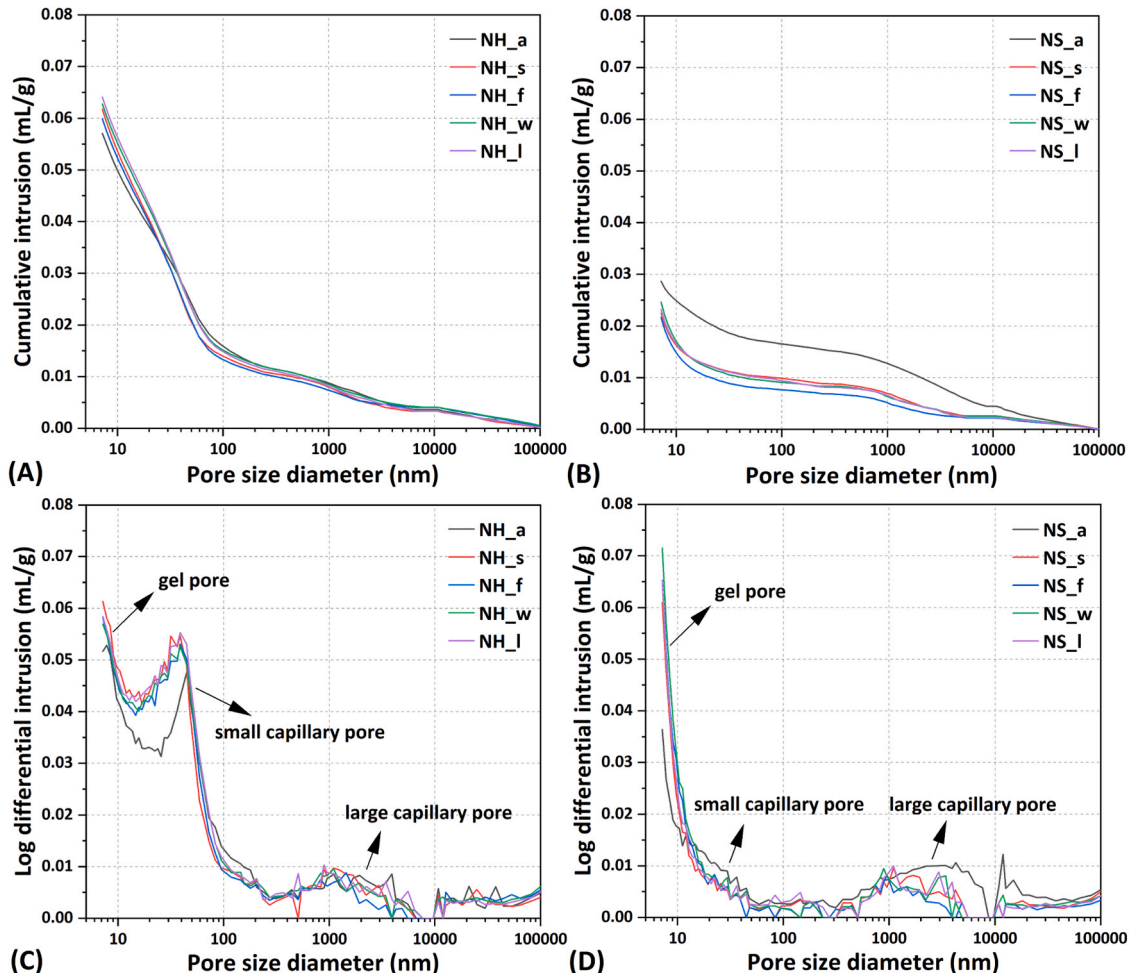 Cumulative intrusion (mL/g)
0.08
0.07
0.06
0.05
0.04
0.03
0.02
0.01
0.00
NH_a
NH_s
NH_f
NH_w
NH_l
10
100
1000
10000
100000
Pore size diameter (nm)
(A)
Cumulative intrusion (mL/g)
0.08
0.07
0.06
0.05
0.04
0.03
0.02
0.01
0.00
NS_a
NS_s
NS_f
NS_w
NS_l
10
100
1000
10000
100000
Pore size diameter (nm)
(B)
Log differential intrusion (mL/g)
0.08
0.07
0.06
0.05
0.04
0.03
0.02
0.01
0.00
NH_a
NH_s
NH_f
NH_w
NH_l
gel pore
small capillary pore
large capillary pore
10
100
1000
10000
100000
Pore size diameter (nm)
(C)
Log differential intrusion (mL/g)
0.08
0.07
0.06
0.05
0.04
0.03
0.02
0.01
0.00
NS_a
NS_s
NS_f
NS_w
NS_l
gel pore
small capillary pore
large capillary pore
10
100
1000
10000
100000
Pore size diameter (nm)
(D)